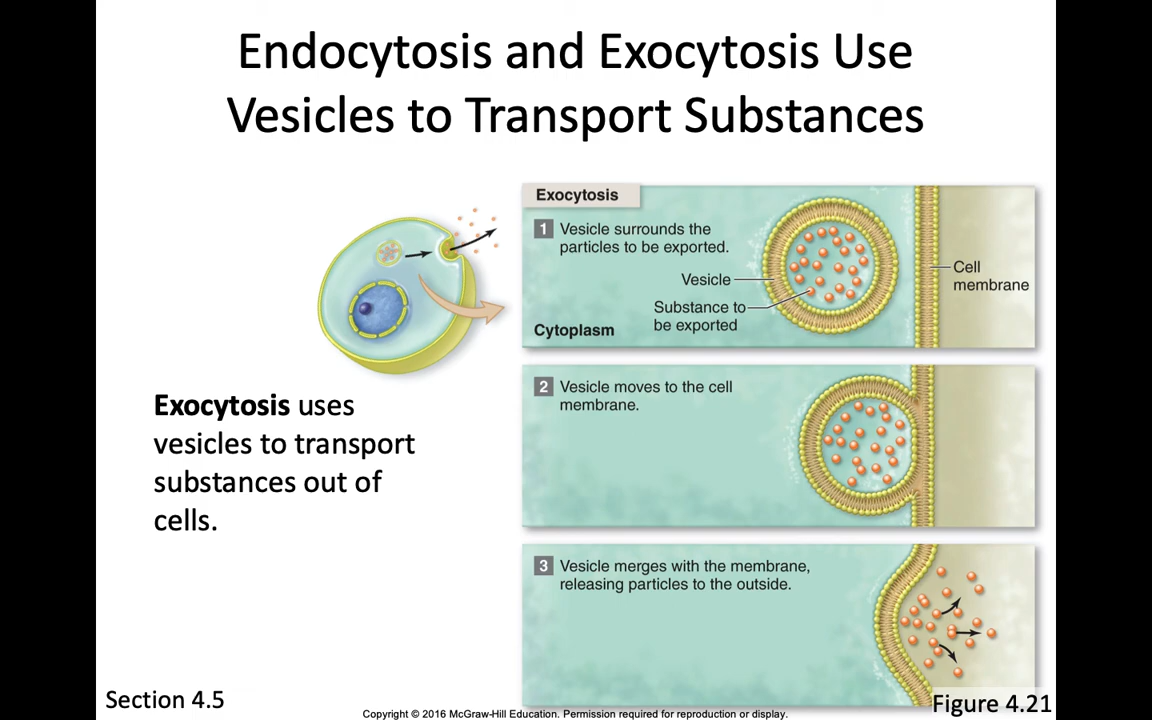 Endocytosis and Exocytosis Use
Vesicles to Transport Substances
Exocytosis
1 Vesicle surrounds the
particles to be exported.
Vesicle
Substance to
be exported
Cell
membrane
Cytoplasm
2 Vesicle moves to the cell
membrane.
Exocytosis uses
vesicles to transport
substances out of
cells.
3 Vesicle merges with the membrane,
releasing particles to the outside.
Section 4.5
Copyright © 2016 McGraw-Hill Education. Permission required for reproduction or display.
Figure 4.21